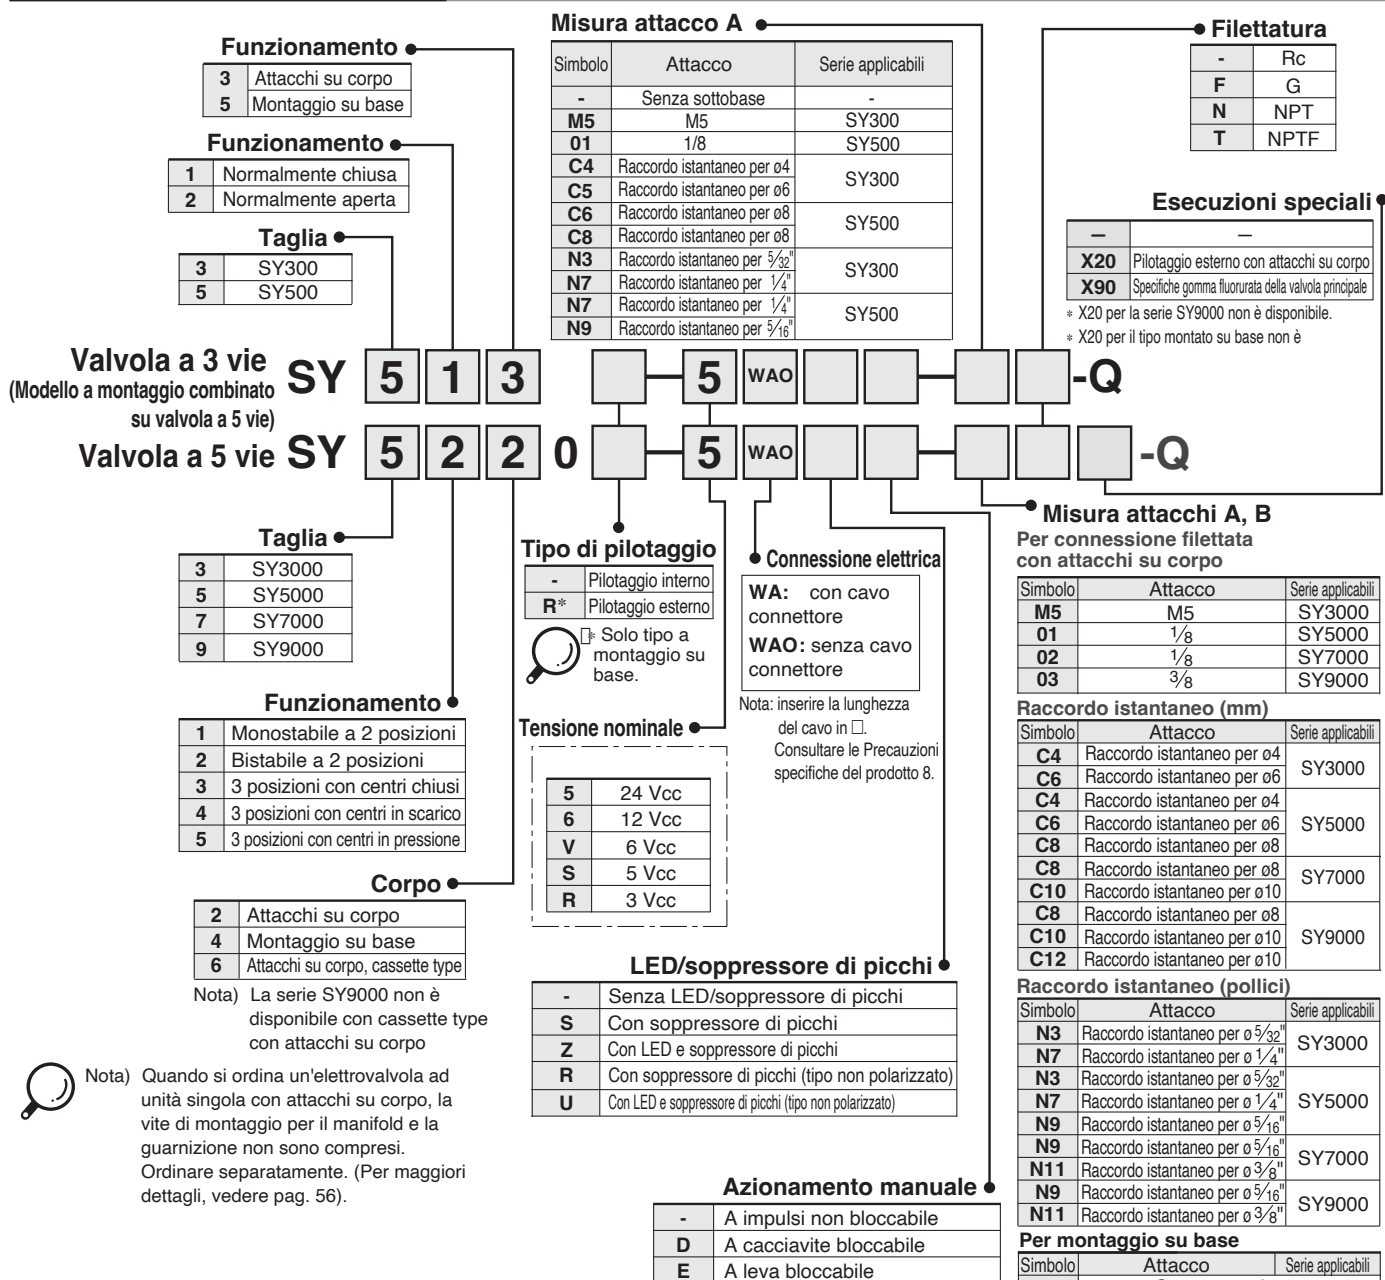 Funzionamento
3 Attacchi su corpo
5 Montaggio su base
Funzionamento
1 Normalmente chiusa
2 Normalmente aperta
Taglia
3 SY300
5 SY500
Misura attacco A
Simbolo Attacco Serie applicabili
- Senza sottobase -
M5 M5 SY300
01 1/8 SY500
C4 Raccordo istantaneo per ø4 SY300
C5 Raccordo istantaneo per ø6
C6 Raccordo istantaneo per ø8 SY500
C8 Raccordo istantaneo per ø8
N3 Raccordo istantaneo per 5/32" SY300
N7 Raccordo istantaneo per 1/4"
N7 Raccordo istantaneo per 1/4" SY500
N9 Raccordo istantaneo per 5/16"
Filettatura
- Rc
F G
N NPT
T NPTF
Esecuzioni speciali
— —
X20 Pilotaggio esterno con attacchi su corpo
X90 Specifiche gomma fluorurata della valvola principale
* X20 per la serie SY9000 non è disponibile.
* X20 per il tipo montato su base non è
Valvola a 3 vie SY 5 1 3 — 5 WAO — -Q
(Modello a montaggio combinato
su valvola a 5 vie)
Valvola a 5 vie SY 5 2 2 0 — 5 WAO — -Q
Taglia
3 SY3000
5 SY5000
7 SY7000
9 SY9000
Funzionamento
1 Monostabile a 2 posizioni
2 Bistabile a 2 posizioni
3 3 posizioni con centri chiusi
4 3 posizioni con centri in scarico
5 3 posizioni con centri in pressione
Corpo
2 Attacchi su corpo
4 Montaggio su base
6 Attacchi su corpo, cassette type
Nota) La serie SY9000 non è
disponibile con cassette type
con attacchi su corpo
Nota) Quando si ordina un'elettrovalvola ad
unità singola con attacchi su corpo, la
vite di montaggio per il manifold e la
guarnizione non sono compresi.
Ordinare separatamente. (Per maggiori
dettagli, vedere pag. 56).
Tipo di pilotaggio
- Pilotaggio interno
R* Pilotaggio esterno
* Solo tipo a
montaggio su
base.
Tensione nominale
5 24 Vcc
6 12 Vcc
V 6 Vcc
S 5 Vcc
R 3 Vcc
Connessione elettrica
WA: con cavo
connettore
WAO: senza cavo
connettore
Nota: inserire la lunghezza
del cavo in □.
Consultare le Precauzioni
specifiche del prodotto 8.
LED/soppressore di picchi
- Senza LED/soppressore di picchi
S Con soppressore di picchi
Z Con LED e soppressore di picchi
R Con soppressore di picchi (tipo non polarizzato)
U Con LED e soppressore di picchi (tipo non polarizzato)
Azionamento manuale
- A impulsi non bloccabile
D A cacciavite bloccabile
E A leva bloccabile
Misura attacchi A, B
Per connessione filettata
con attacchi su corpo
Simbolo Attacco Serie applicabili
M5 M5 SY3000
01 1/8 SY5000
02 1/8 SY7000
03 3/8 SY9000
Raccordo istantaneo (mm)
Simbolo Attacco Serie applicabili
C4 Raccordo istantaneo per ø4 SY3000
C6 Raccordo istantaneo per ø6
C4 Raccordo istantaneo per ø4 SY5000
C6 Raccordo istantaneo per ø6
C8 Raccordo istantaneo per ø8
C8 Raccordo istantaneo per ø8 SY7000
C10 Raccordo istantaneo per ø10
C8 Raccordo istantaneo per ø8 SY9000
C10 Raccordo istantaneo per ø10
C12 Raccordo istantaneo per ø10
Raccordo istantaneo (pollici)
Simbolo Attacco Serie applicabili
N3 Raccordo istantaneo per ø 5/32" SY3000
N7 Raccordo istantaneo per ø 1/4"
N3 Raccordo istantaneo per ø 5/32" SY5000
N7 Raccordo istantaneo per ø 1/4"
N9 Raccordo istantaneo per ø 5/16"
N9 Raccordo istantaneo per ø 5/16" SY7000
N11 Raccordo istantaneo per ø 3/8"
N9 Raccordo istantaneo per ø 5/16" SY9000
N11 Raccordo istantaneo per ø 3/8"
Per montaggio su base
Simbolo Attacco Serie applicabili